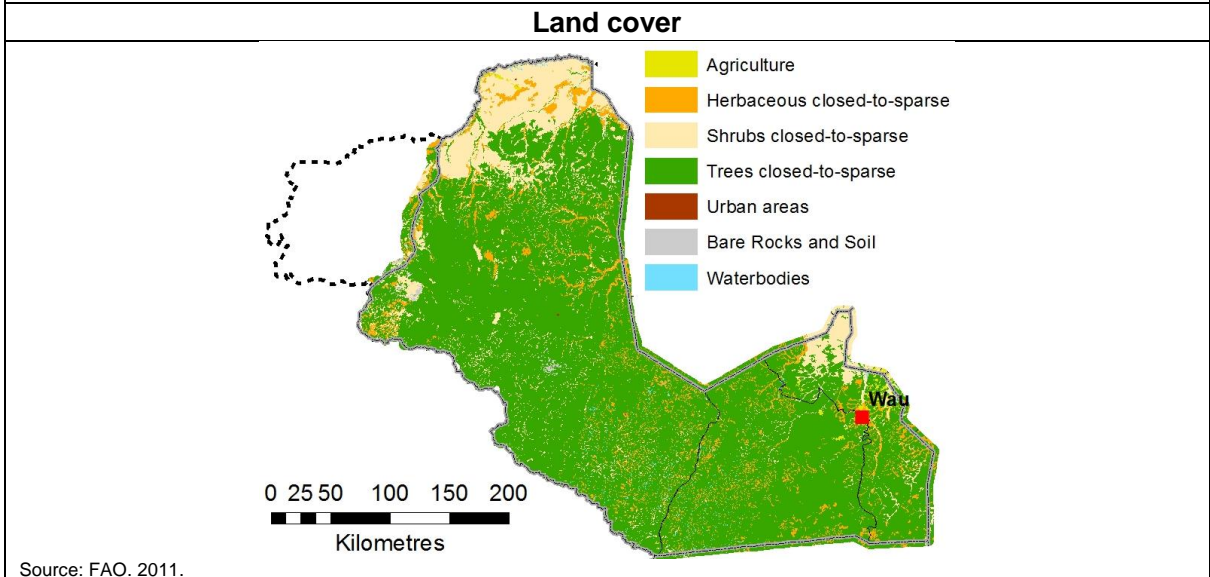 Land cover
Agriculture
Herbaceous closed-to-sparse
Shrubs closed-to-sparse
Trees closed-to-sparse
Urban areas
Bare Rocks and Soil
Waterbodies
Wau
0 25 50 100 150 200
Kilometres
Source: FAO. 2011.